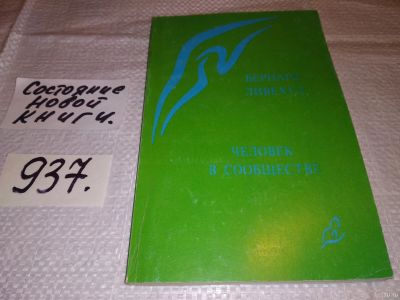 Состояние
новой
книги.
937.
БЕРНАРД
ЛИВЕХУД
ЧЕЛОВЕК
В СООБЩЕСТВЕ